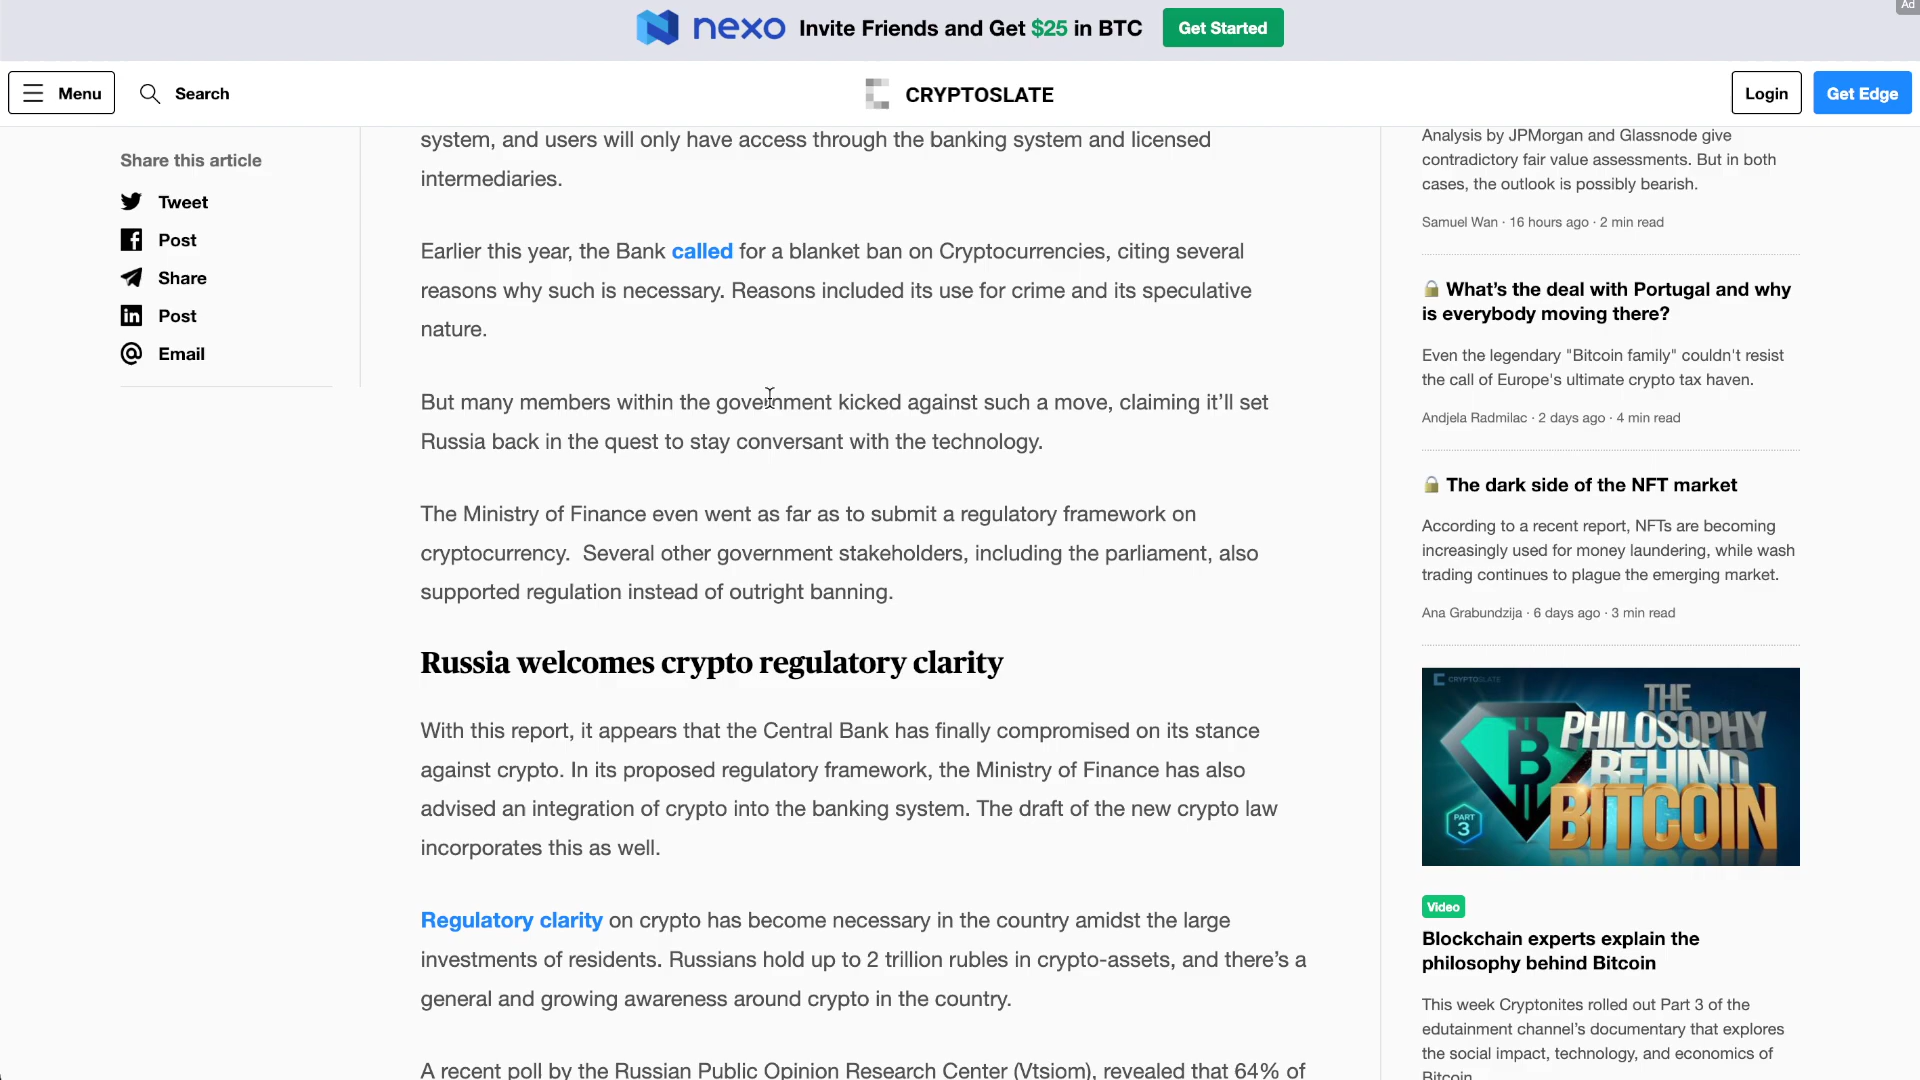 Ad
nexo Invite Friends and Get $25 in BTC Get Started
Menu Search CRYPTOSLATE Login Get Edge
Share this article
Tweet
Post
Share
Post
Email
system, and users will only have access through the banking system and licensed
intermediaries.
Earlier this year, the Bank called for a blanket ban on Cryptocurrencies, citing several
reasons why such is necessary. Reasons included its use for crime and its speculative
nature.
But many members within the government kicked against such a move, claiming it’ll set
Russia back in the quest to stay conversant with the technology.
The Ministry of Finance even went as far as to submit a regulatory framework on
cryptocurrency.  Several other government stakeholders, including the parliament, also
supported regulation instead of outright banning.
Russia welcomes crypto regulatory clarity
With this report, it appears that the Central Bank has finally compromised on its stance
against crypto. In its proposed regulatory framework, the Ministry of Finance has also
advised an integration of crypto into the banking system. The draft of the new crypto law
incorporates this as well.
Regulatory clarity on crypto has become necessary in the country amidst the large
investments of residents. Russians hold up to 2 trillion rubles in crypto-assets, and there’s a
general and growing awareness around crypto in the country.
A recent poll by the Russian Public Opinion Research Center (Vtsiom), revealed that 64% of
Analysis by JPMorgan and Glassnode give
contradictory fair value assessments. But in both
cases, the outlook is possibly bearish.
Samuel Wan · 16 hours ago · 2 min read
What’s the deal with Portugal and why
is everybody moving there?
Even the legendary "Bitcoin family" couldn't resist
the call of Europe's ultimate crypto tax haven.
Andjela Radmilac · 2 days ago · 4 min read
The dark side of the NFT market
According to a recent report, NFTs are becoming
increasingly used for money laundering, while wash
trading continues to plague the emerging market.
Ana Grabundzija · 6 days ago · 3 min read
CRYPTOSLATE
THE
PHILOSOPHY
BEHIND
BITCOIN
PART
3
Video
Blockchain experts explain the
philosophy behind Bitcoin
This week Cryptonites rolled out Part 3 of the
edutainment channel’s documentary that explores
the social impact, technology, and economics of
Bitcoin